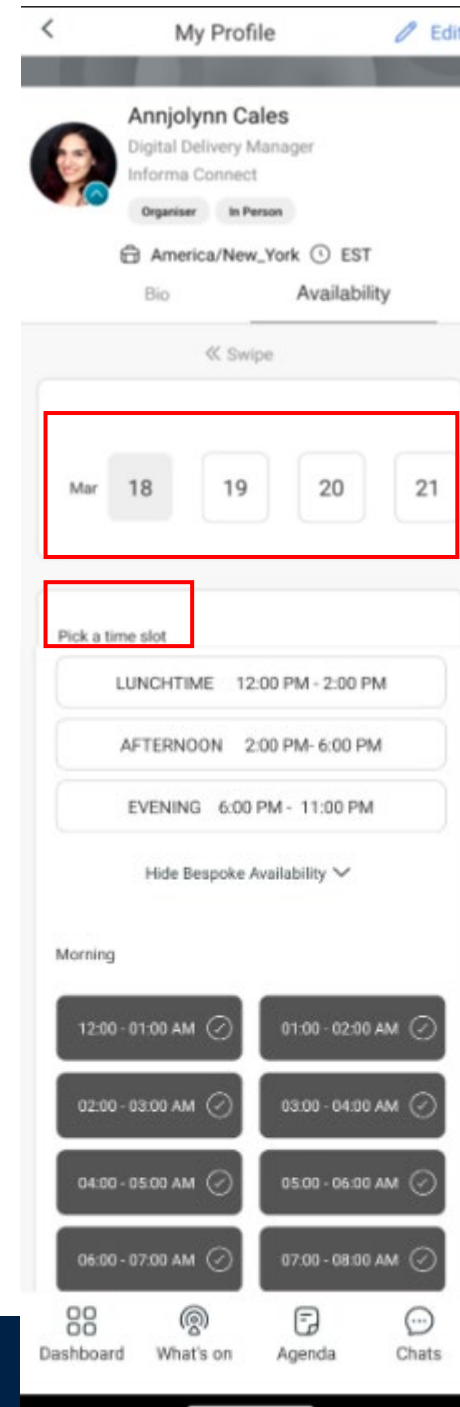 My Profile Edit
Annjolynn Cales
Digital Delivery Manager
Informa Connect
Organiser In Person
America/New_York EST
Bio Availability
Swipe
Mar 18 19 20 21
Pick a time slot
LUNCHTIME 12:00 PM - 2:00 PM
AFTERNOON 2:00 PM- 6:00 PM
EVENING 6:00 PM - 11:00 PM
Hide Bespoke Availability
Morning
12:00 - 01:00 AM 01:00 - 02:00 AM
02:00 - 03:00 AM 03:00 - 04:00 AM
04:00 - 05:00 AM 05:00 - 06:00 AM
06:00 - 07:00 AM 07:00 - 08:00 AM
Dashboard What's on Agenda Chats